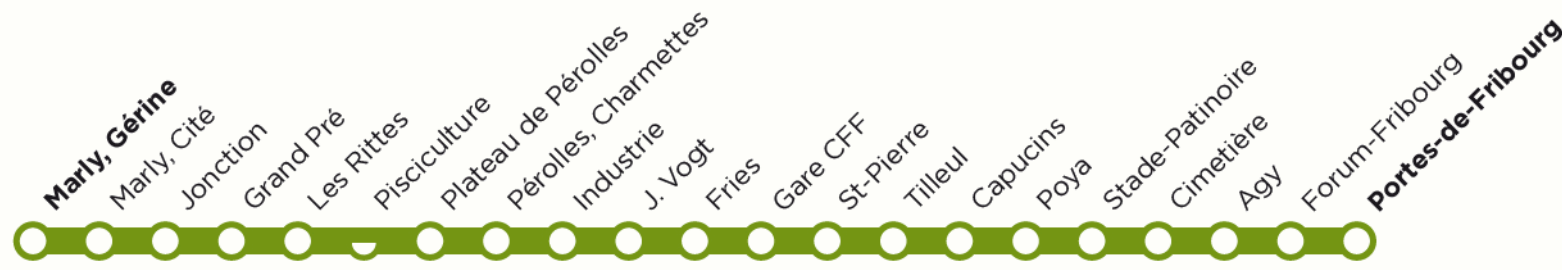 Marly, Gérine
Marly, Cité
Jonction
Grand Pré
Les Rittes
Pisciculture
Plateau de Pérolles
Pérolles, Charmettes
Industrie
J. Vogt
Fries
Gare CFF
St-Pierre
Tilleul
Capucins
Poya
Stade-Patinoire
Cimetière
Agy
Forum-Fribourg
Portes-de-Fribourg